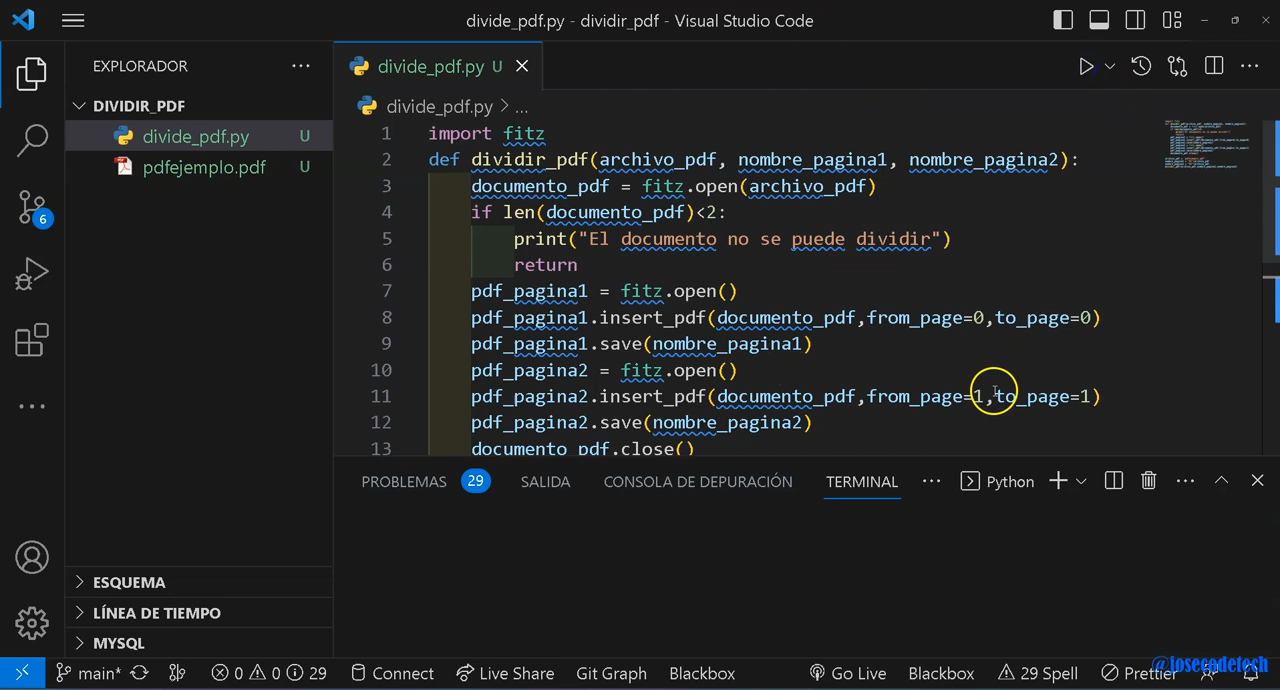 divide_pdf.py - dividir_pdf - Visual Studio Code
EXPLORADOR
DIVIDIR_PDF
divide_pdf.py U
pdfejemplo.pdf U
divide_pdf.py U
divide_pdf.py > ...
1 import fitz
2 def dividir_pdf(archivo_pdf, nombre_pagina1, nombre_pagina2):
3 documento_pdf = fitz.open(archivo_pdf)
4 if len(documento_pdf)<2:
5 print("El documento no se puede dividir")
6 return
7 pdf_pagina1 = fitz.open()
8 pdf_pagina1.insert_pdf(documento_pdf,from_page=0,to_page=0)
9 pdf_pagina1.save(nombre_pagina1)
10 pdf_pagina2 = fitz.open()
11 pdf_pagina2.insert_pdf(documento_pdf,from_page=1,to_page=1)
12 pdf_pagina2.save(nombre_pagina2)
13 documento_pdf.close()
6
PROBLEMAS 29 SALIDA CONSOLA DE DEPURACIÓN TERMINAL ... Python
ESQUEMA
LÍNEA DE TIEMPO
MYSQL
main* 0 0 29 Connect Live Share Git Graph Blackbox Go Live Blackbox 29 Spell Prettier
@josecodetech